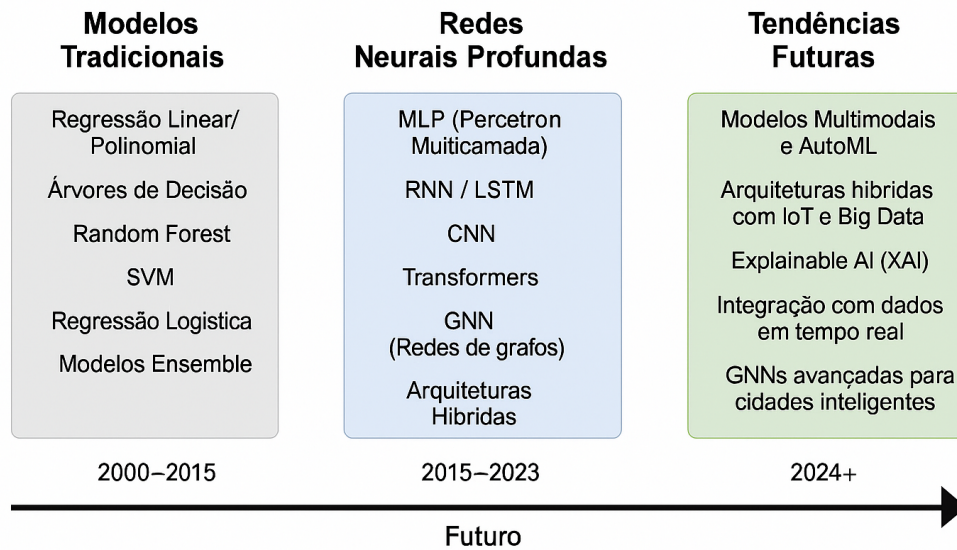 Modelos
Tradicionais
Regressão Linear/
Polinomial
Árvores de Decisão
Random Forest
SVM
Regressão Logistica
Modelos Ensemble
2000–2015
Redes
Neurais Profundas
MLP (Percetron
Muiticamada)
RNN / LSTM
CNN
Transformers
GNN
(Redes de grafos)
Arquiteturas
Hibridas
2015–2023
Tendências
Futuras
Modelos Multimodais
e AutoML
Arquiteturas hibridas
com IoT e Big Data
Explainable AI (XAI)
Integração com dados
em tempo real
GNNs avançadas para
cidades inteligentes
2024+
Futuro